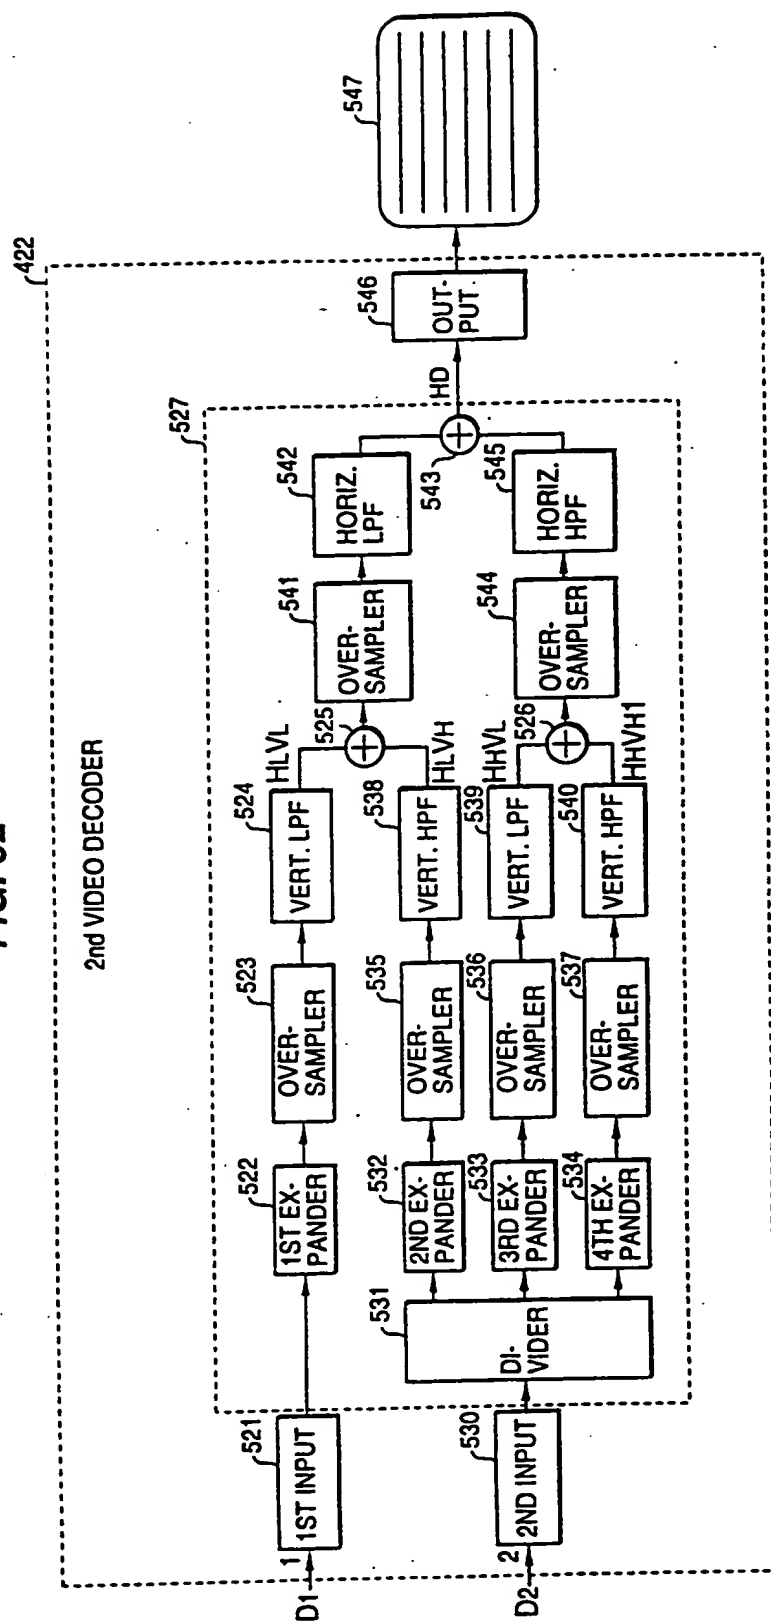 2nd VIDEO DECODER
422
527
D1
1
1ST INPUT
521
1ST EX-
PANDER
522
OVER-
SAMPLER
523
VERT. LPF
524
HLVL
525
OVER-
SAMPLER
541
HORIZ.
LPF
542
543
HD
OUT-
PUT.
546
547
D2
2
2ND INPUT
530
DI-
VIDER
531
2ND EX-
PANDER
532
OVER-
SAMPLER
535
VERT. HPF
538
HLVH
3RD EX-
PANDER
533
OVER-
SAMPLER
536
VERT. LPF
539
HHVL
526
OVER-
SAMPLER
544
HORIZ.
HPF
545
4TH EX-
PANDER
534
OVER-
SAMPLER
537
VERT. HPF
540
HHVH1